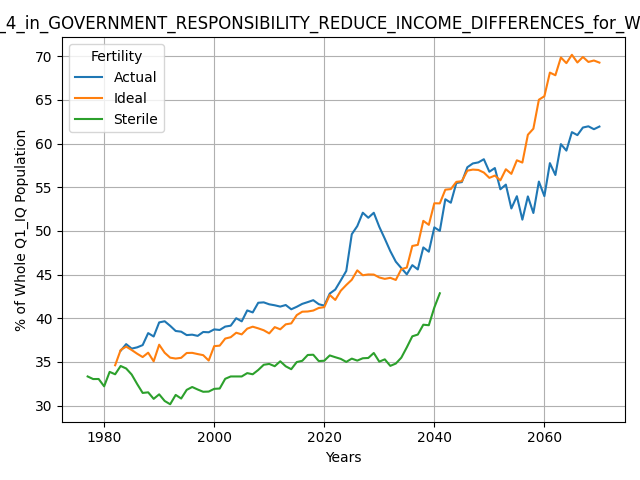 _4_in_GOVERNMENT_RESPONSIBILITY_REDUCE_INCOME_DIFFERENCES_for_W
Fertility
Actual
Ideal
Sterile
% of Whole Q1_IQ Population
70
65
60
55
50
45
40
35
30
1980
2000
2020
2040
2060
Years